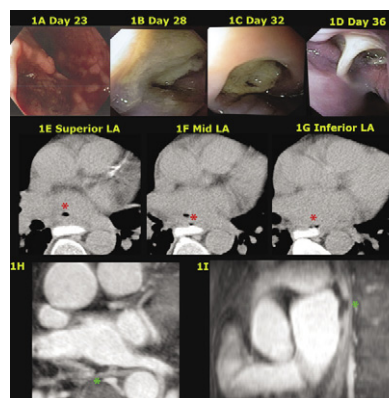 1A Day 23
1B Day 28
1C Day 32
1D Day 36
1E Superior LA
1F Mid LA
1G Inferior LA
*
*
*
1H
1I
*
*